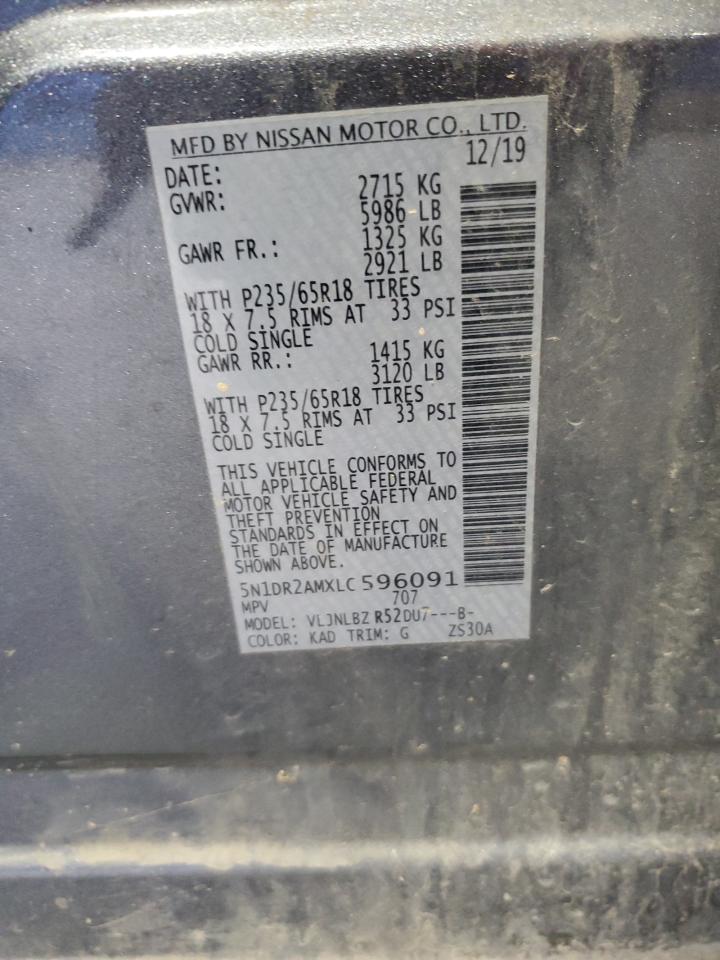 MFD BY NISSAN MOTOR CO., LTD.
DATE: 12/19
GVWR: 2715 KG
5986 LB
GAWR FR.: 1325 KG
2921 LB
WITH P235/65R18 TIRES
18 X 7.5 RIMS AT 33 PSI
COLD SINGLE
GAWR RR.: 1415 KG
3120 LB
WITH P235/65R18 TIRES
18 X 7.5 RIMS AT 33 PSI
COLD SINGLE
THIS VEHICLE CONFORMS TO
ALL APPLICABLE FEDERAL
MOTOR VEHICLE SAFETY AND
THEFT PREVENTION
STANDARDS IN EFFECT ON
THE DATE OF MANUFACTURE
SHOWN ABOVE.
5N1DR2AMXLC596091
MPV 707
MODEL: VLJNLBZ R52DU7---B-
COLOR: KAD TRIM: G ZS30A